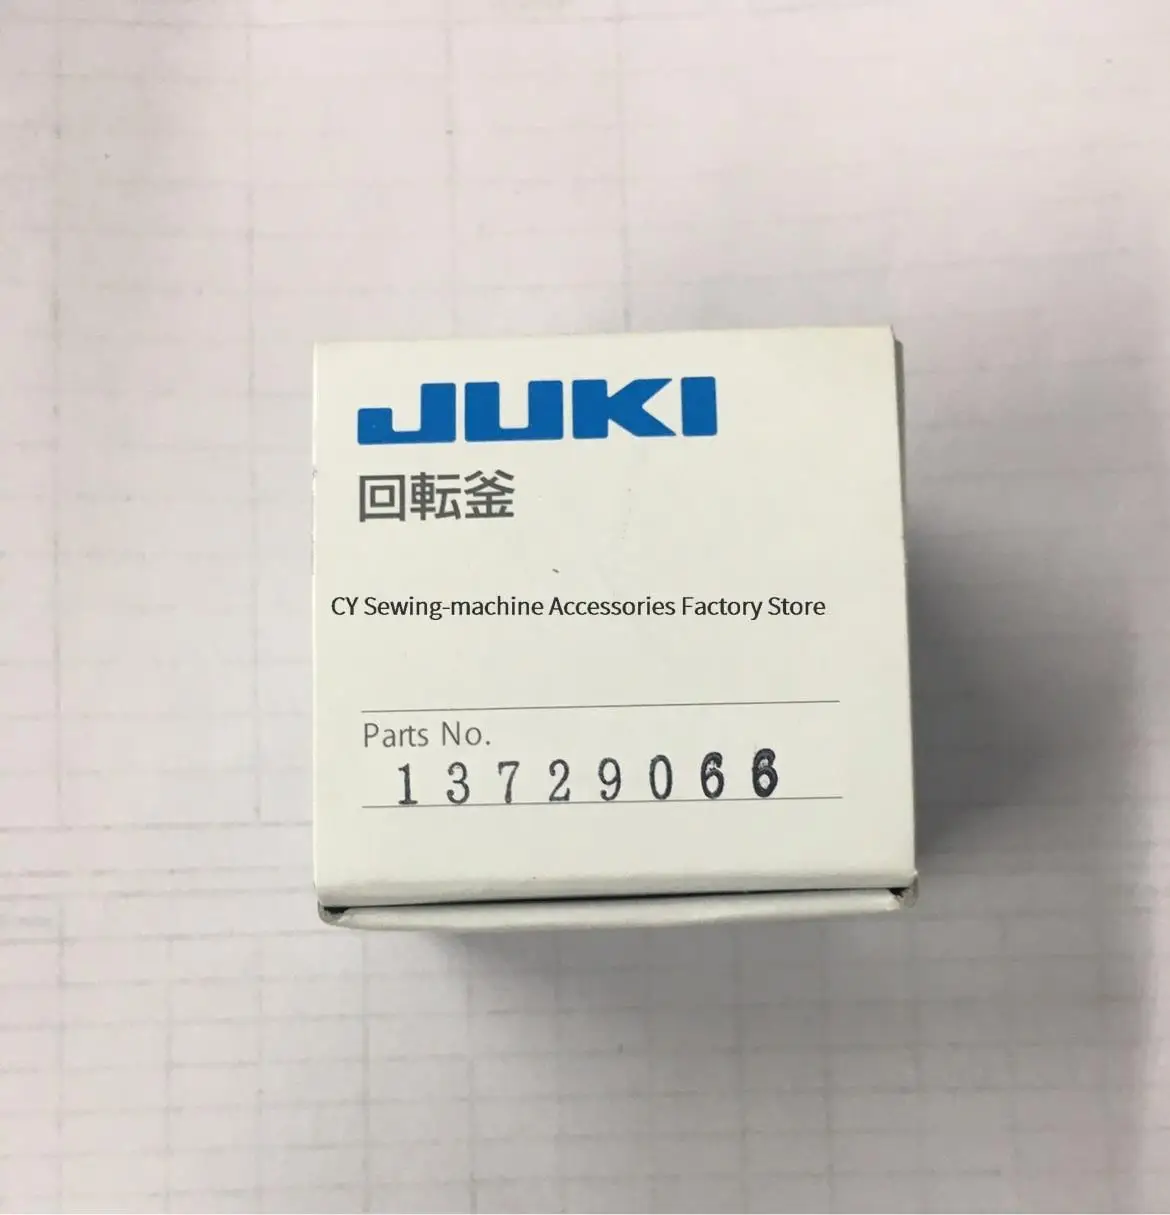 JUKI
回転釜
CY Sewing-machine Accessories Factory Store
Parts No.
13729066